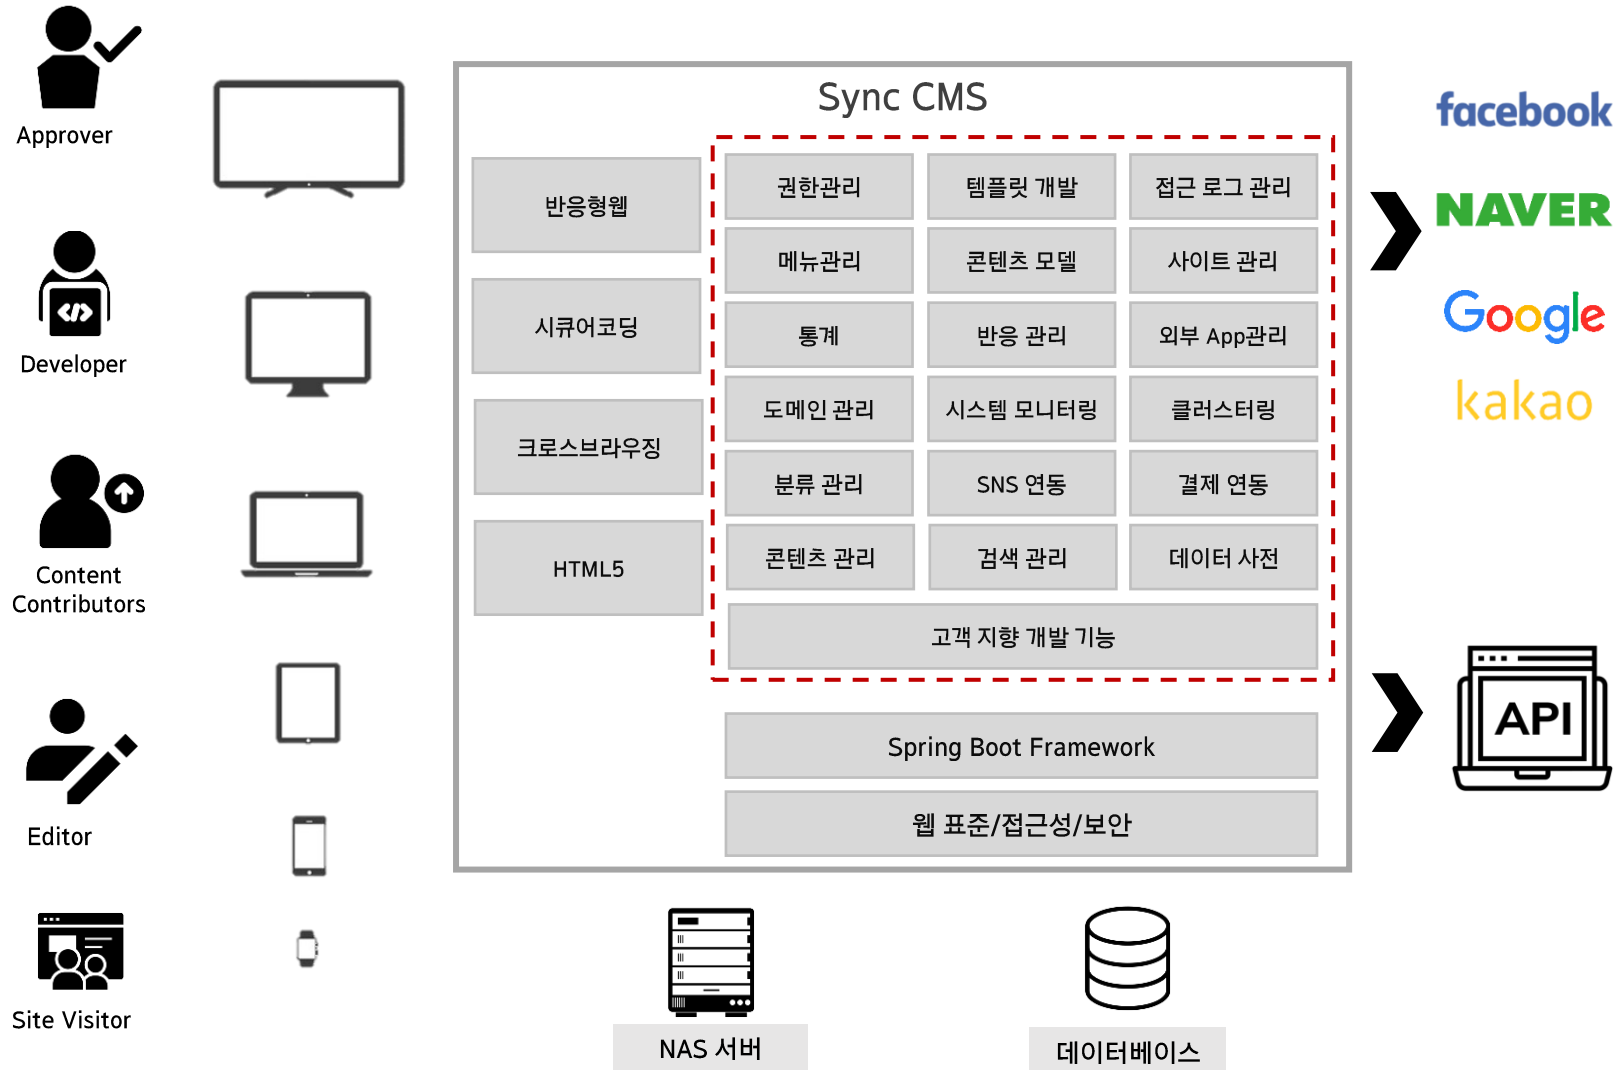 Approver
Developer
Content
Contributors
Editor
Site Visitor
Sync CMS
반응형웹
시큐어코딩
크로스브라우징
HTML5
권한관리
템플릿 개발
접근 로그 관리
메뉴관리
콘텐츠 모델
사이트 관리
통계
반응 관리
외부 App관리
도메인 관리
시스템 모니터링
클러스터링
분류 관리
SNS 연동
결제 연동
콘텐츠 관리
검색 관리
데이터 사전
고객 지향 개발 기능
Spring Boot Framework
웹 표준/접근성/보안
NAS 서버
데이터베이스
facebook
NAVER
Google
kakao
API